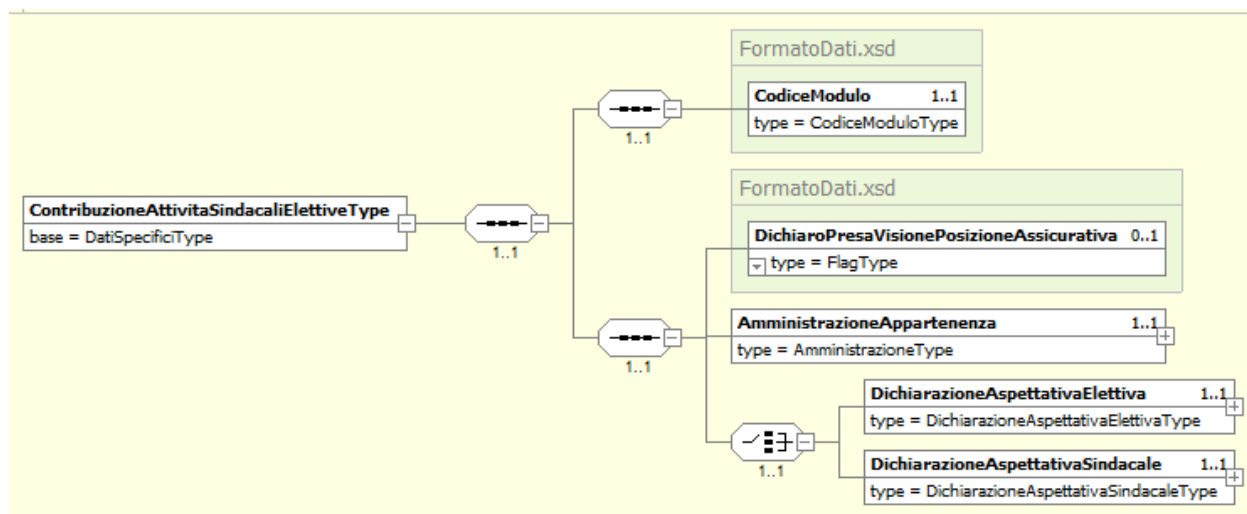 FormatoDati.xsd
CodiceModulo 1..1
type = CodiceModuloType
1..1
FormatoDati.xsd
ContribuzioneAttivitaSindacaliElettiveType
base = DatiSpecificiType
1..1
DichiaroPresaVisionePosizioneAssicurativa 0..1
type = FlagType
AmministrazioneAppartenenza 1..1
type = AmministrazioneType
1..1
DichiarazioneAspettativaElettiva 1..1
type = DichiarazioneAspettativaElettivaType
1..1
DichiarazioneAspettativaSindacale 1..1
type = DichiarazioneAspettativaSindacaleType